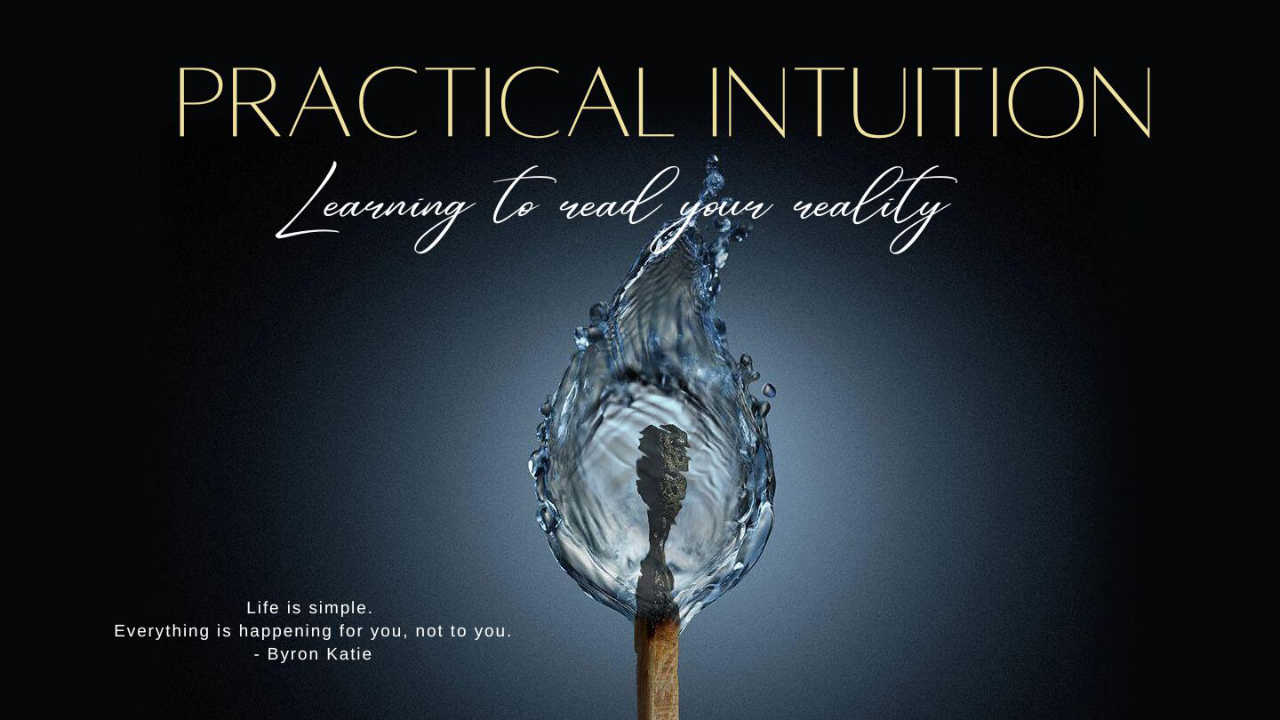 PRACTICAL INTUITION
Learning to read your reality
Life is simple.
Everything is happening for you, not to you.
- Byron Katie